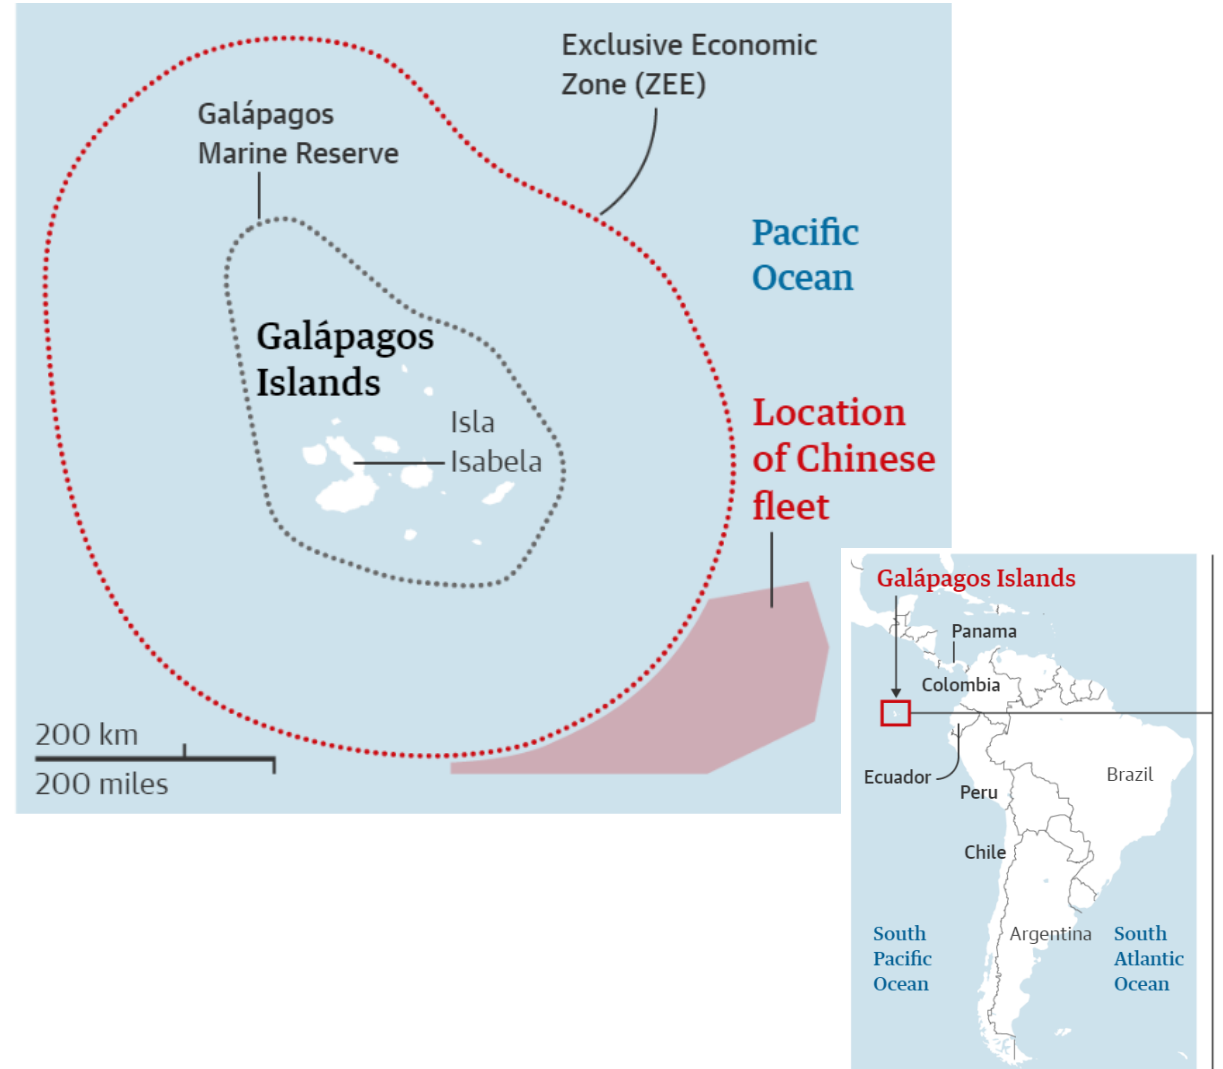 Exclusive Economic
Zone (ZEE)
Galápagos
Marine Reserve
Pacific
Ocean
Galápagos
Islands
Isla
Isabela
Location
of Chinese
fleet
200 km
200 miles
Galápagos Islands
Panama
Colombia
Ecuador
Peru
Brazil
Chile
Argentina
South
Pacific
Ocean
South
Atlantic
Ocean